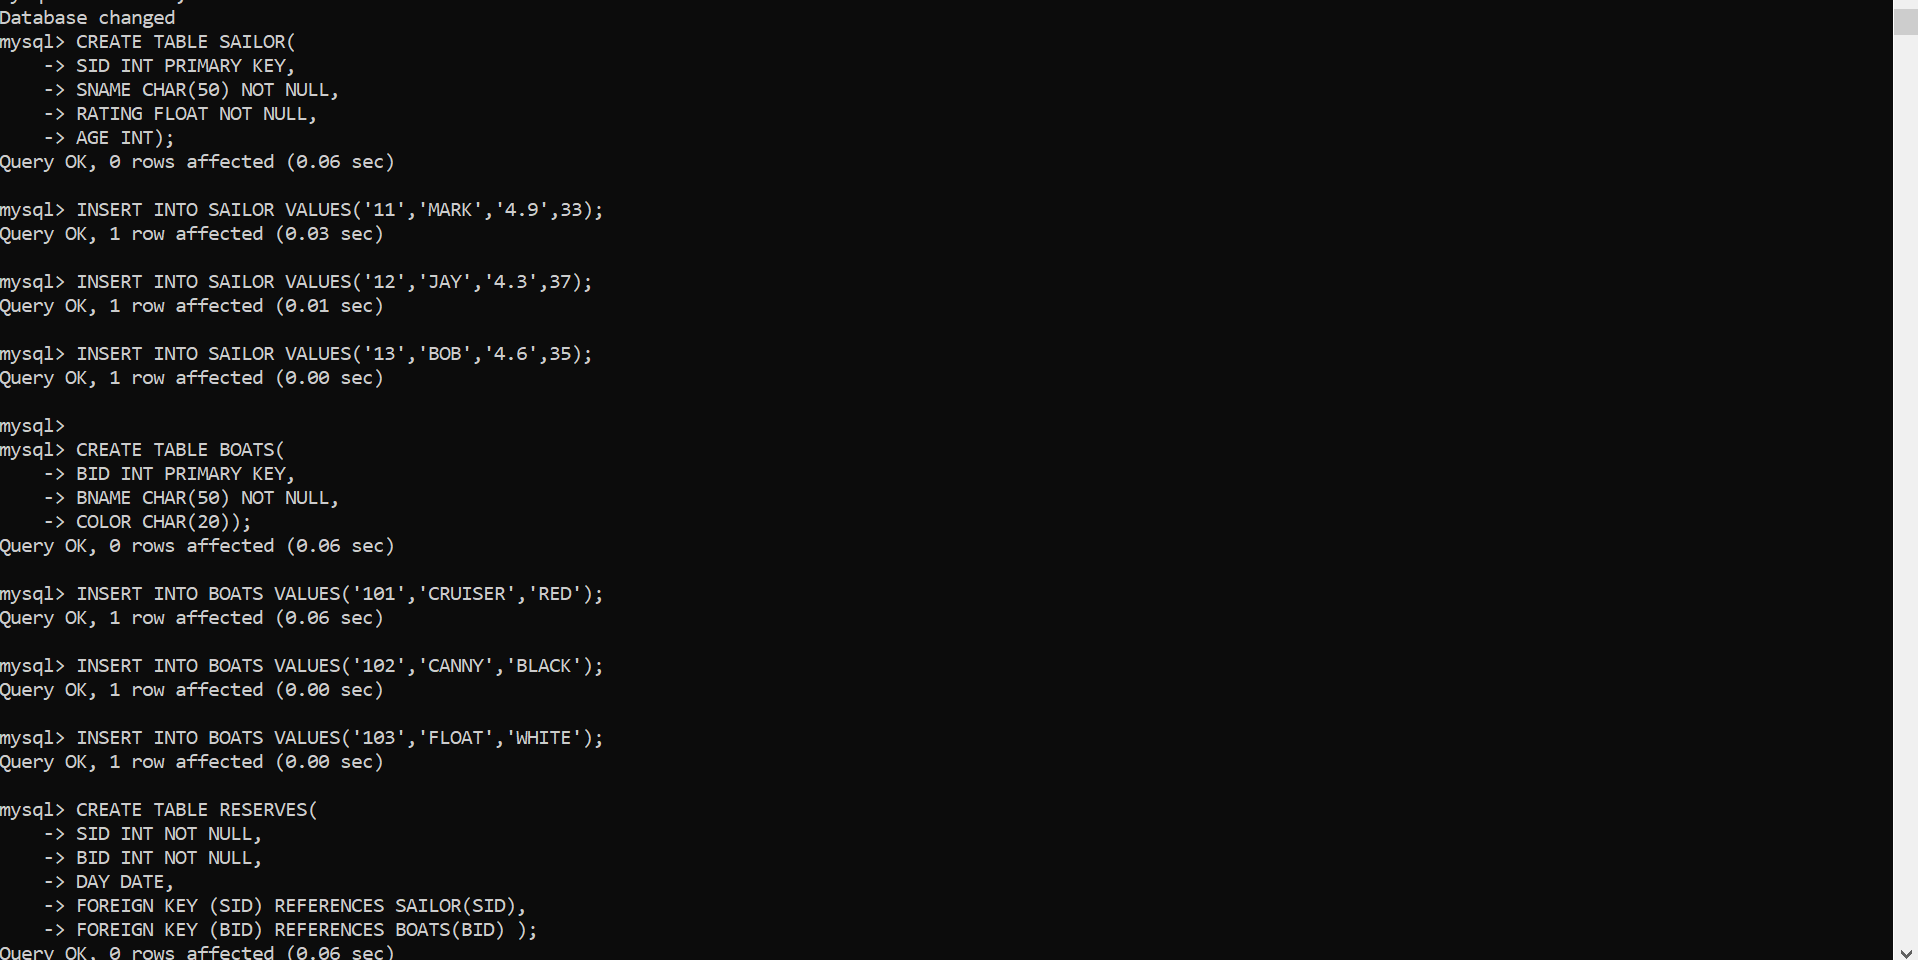 Database changed
mysql> CREATE TABLE SAILOR(
    -> SID INT PRIMARY KEY,
    -> SNAME CHAR(50) NOT NULL,
    -> RATING FLOAT NOT NULL,
    -> AGE INT);
Query OK, 0 rows affected (0.06 sec)

mysql> INSERT INTO SAILOR VALUES('11','MARK','4.9',33);
Query OK, 1 row affected (0.03 sec)

mysql> INSERT INTO SAILOR VALUES('12','JAY','4.3',37);
Query OK, 1 row affected (0.01 sec)

mysql> INSERT INTO SAILOR VALUES('13','BOB','4.6',35);
Query OK, 1 row affected (0.00 sec)

mysql>
mysql> CREATE TABLE BOATS(
    -> BID INT PRIMARY KEY,
    -> BNAME CHAR(50) NOT NULL,
    -> COLOR CHAR(20));
Query OK, 0 rows affected (0.06 sec)

mysql> INSERT INTO BOATS VALUES('101','CRUISER','RED');
Query OK, 1 row affected (0.06 sec)

mysql> INSERT INTO BOATS VALUES('102','CANNY','BLACK');
Query OK, 1 row affected (0.00 sec)

mysql> INSERT INTO BOATS VALUES('103','FLOAT','WHITE');
Query OK, 1 row affected (0.00 sec)

mysql> CREATE TABLE RESERVES(
    -> SID INT NOT NULL,
    -> BID INT NOT NULL,
    -> DAY DATE,
    -> FOREIGN KEY (SID) REFERENCES SAILOR(SID),
    -> FOREIGN KEY (BID) REFERENCES BOATS(BID) );
Query OK, 0 rows affected (0.06 sec)